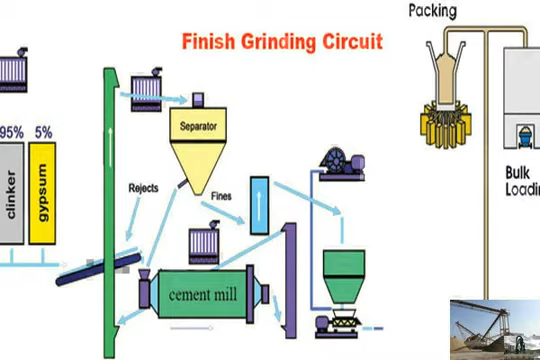 Packing
Finish Grinding Circuit
Separator
95% 5%
clinker
gypsum
Rejects
Fines
cement mill
Bulk
Loadin